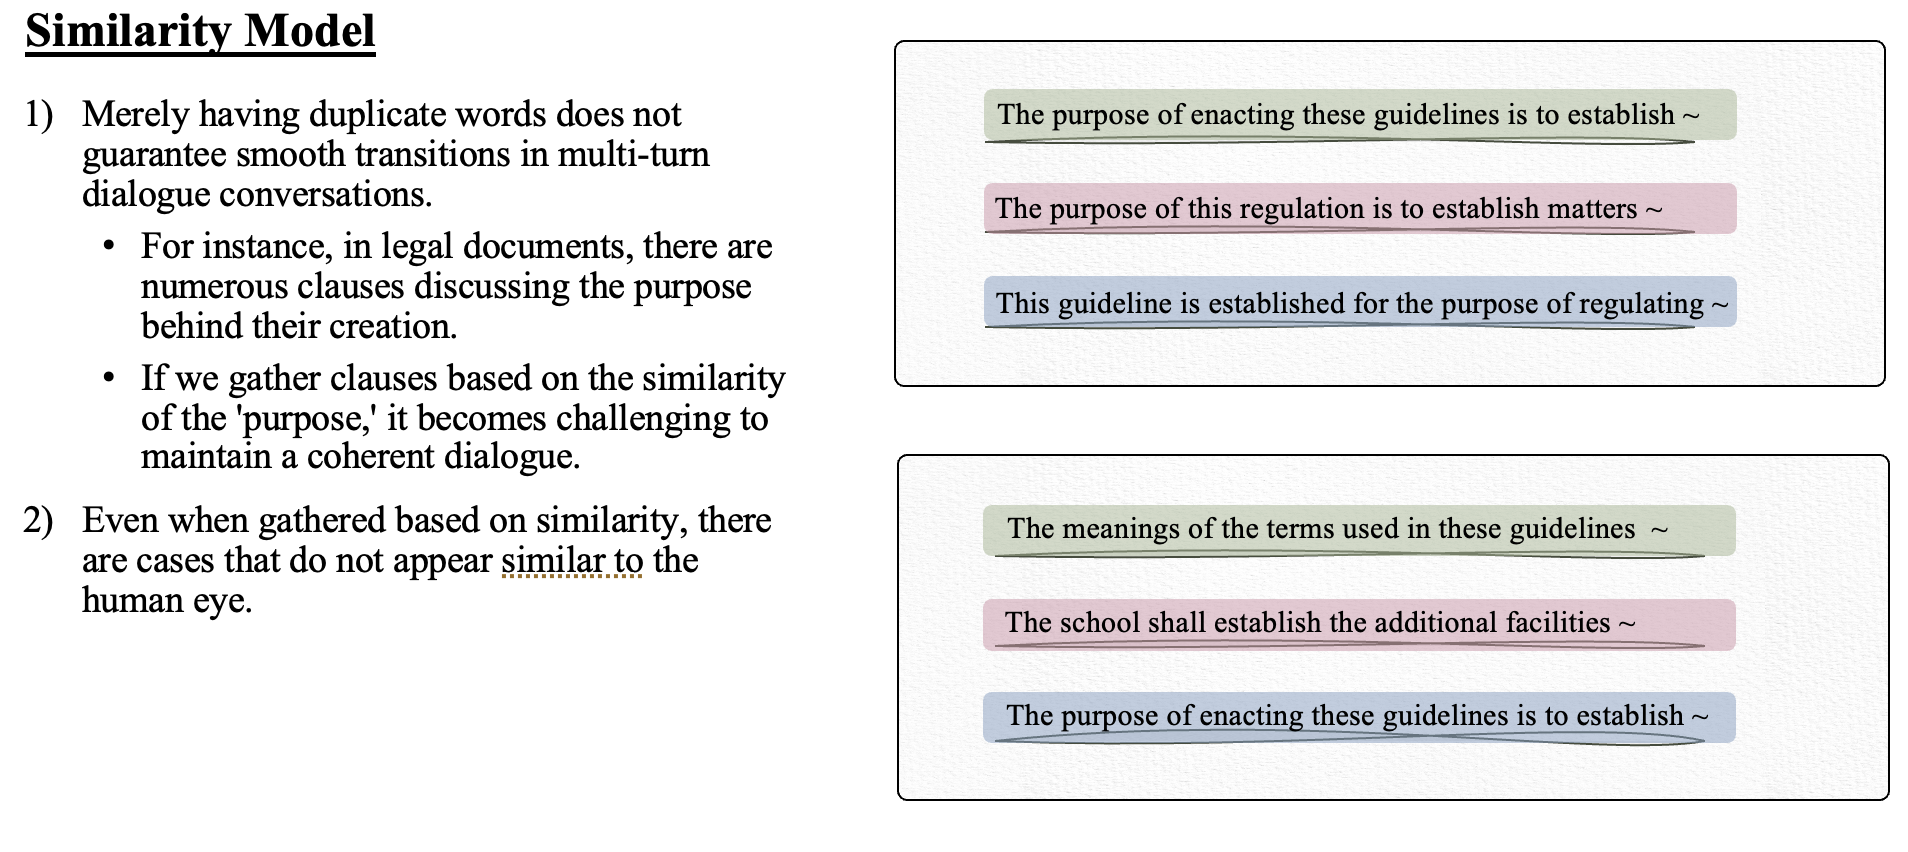 Similarity Model
1) Merely having duplicate words does not
guarantee smooth transitions in multi-turn
dialogue conversations.
• For instance, in legal documents, there are
numerous clauses discussing the purpose
behind their creation.
• If we gather clauses based on the similarity
of the 'purpose,' it becomes challenging to
maintain a coherent dialogue.
2) Even when gathered based on similarity, there
are cases that do not appear similar to the
human eye.
The purpose of enacting these guidelines is to establish ~
The purpose of this regulation is to establish matters ~
This guideline is established for the purpose of regulating ~
The meanings of the terms used in these guidelines ~
The school shall establish the additional facilities ~
The purpose of enacting these guidelines is to establish ~